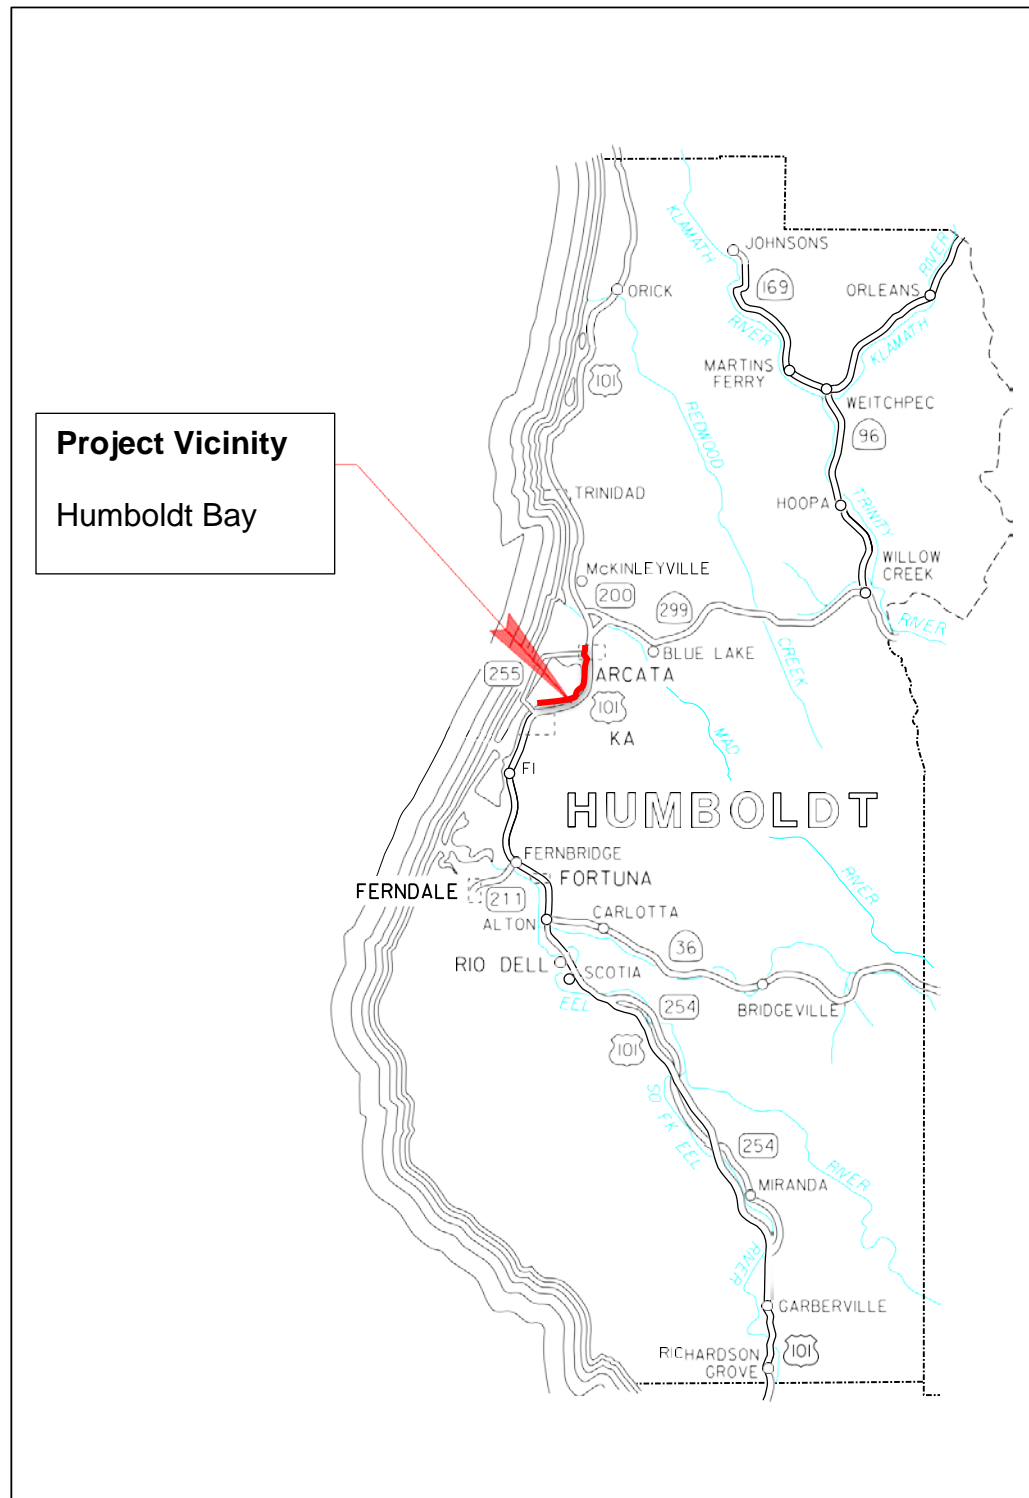 KLAMATH
RIVER
JOHNSONS
169
ORLEANS
ORICK
RIVER
KLAMATH
MARTINS
FERRY
101
WEITCHPEC
REDWOOD
96
Project Vicinity
Humboldt Bay
TRINIDAD
HOOPA
TRINITY
WILLOW
CREEK
McKINLEYVILLE
200
299
RIVER
BLUE LAKE
CREEK
255
ARCATA
101
MAD
KA
FI
HUMBOLDT
FERNBRIDGE
RIVER
FORTUNA
FERNDALE
211
ALTON
CARLOTTA
36
RIO DELL
SCOTIA
EEL
254
BRIDGEVILLE
101
SO FK EEL
254
RIVER
MIRANDA
RIVER
GARBERVILLE
RICHARDSON
GROVE
101